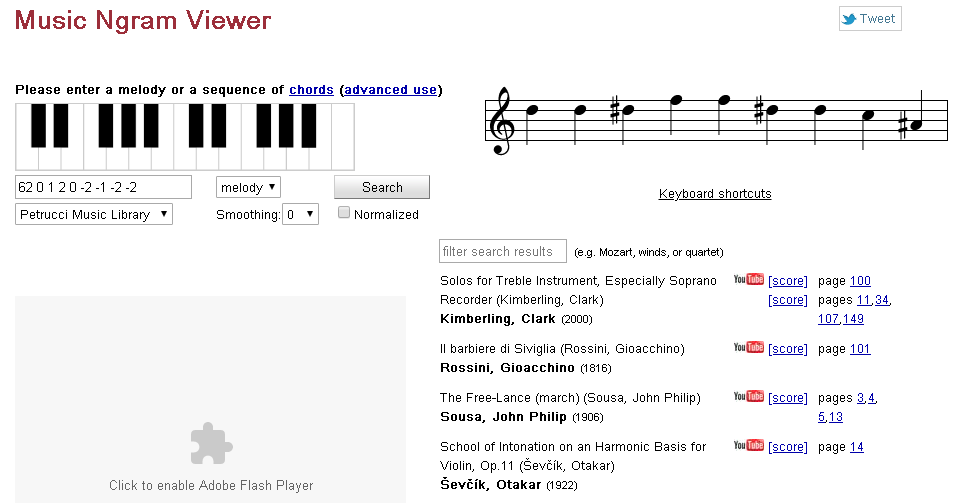 Music Ngram Viewer
Tweet
Please enter a melody or a sequence of chords (advanced use)
62 0 1 2 0 -2 -1 -2 -2
melody
Search
Petrucci Music Library
Smoothing: 0
Normalized
Keyboard shortcuts
filter search results (e.g. Mozart, winds, or quartet)
Solos for Treble Instrument, Especially Soprano YouTube [score] page 100
Recorder (Kimberling, Clark) [score] pages 11,34,
Kimberling, Clark (2000) 107,149
Il barbiere di Siviglia (Rossini, Gioacchino) YouTube [score] page 101
Rossini, Gioacchino (1816)
The Free-Lance (march) (Sousa, John Philip) YouTube [score] pages 3,4,
Sousa, John Philip (1906) 5,13
School of Intonation on an Harmonic Basis for YouTube [score] page 14
Violin, Op.11 (Ševčík, Otakar)
Ševčík, Otakar (1922)
Click to enable Adobe Flash Player